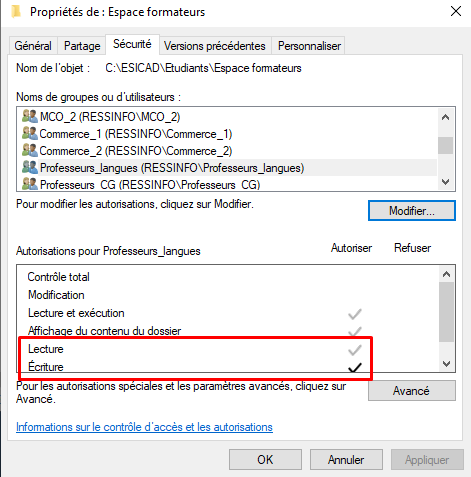 Propriétés de : Espace formateurs
Général Partage Sécurité Versions précédentes Personnaliser
Nom de l'objet : C:\ESICAD\Etudiants\Espace formateurs
Noms de groupes ou d'utilisateurs :
MCO_2 (RESSINFO\MCO_2)
Commerce_1 (RESSINFO\Commerce_1)
Commerce_2 (RESSINFO\Commerce_2)
Professeurs_langues (RESSINFO\Professeurs_langues)
Professeurs_CG (RESSINFO\Professeurs_CG)
Pour modifier les autorisations, cliquez sur Modifier.
Modifier...
Autorisations pour Professeurs_langues Autoriser Refuser
Contrôle total
Modification
Lecture et exécution
Affichage du contenu du dossier
Lecture
Écriture
Pour les autorisations spéciales et les paramètres avancés, cliquez sur
Avancé.
Avancé
Informations sur le contrôle d'accès et les autorisations
OK Annuler Appliquer